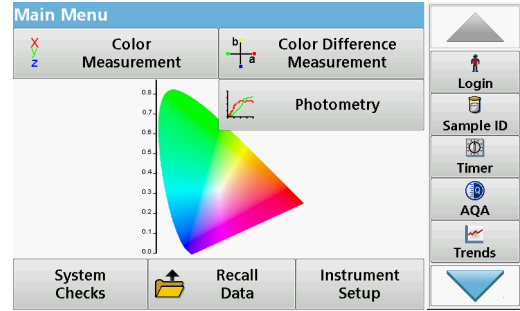 Main Menu
X
Y
Z
Color
Measurement
b
a
Color Difference
Measurement
Photometry
0.8
0.7
0.6
0.5
0.4
0.3
0.2
0.1
0.0
System
Checks
Recall
Data
Instrument
Setup
Login
Sample ID
Timer
Q
AQA
Trends